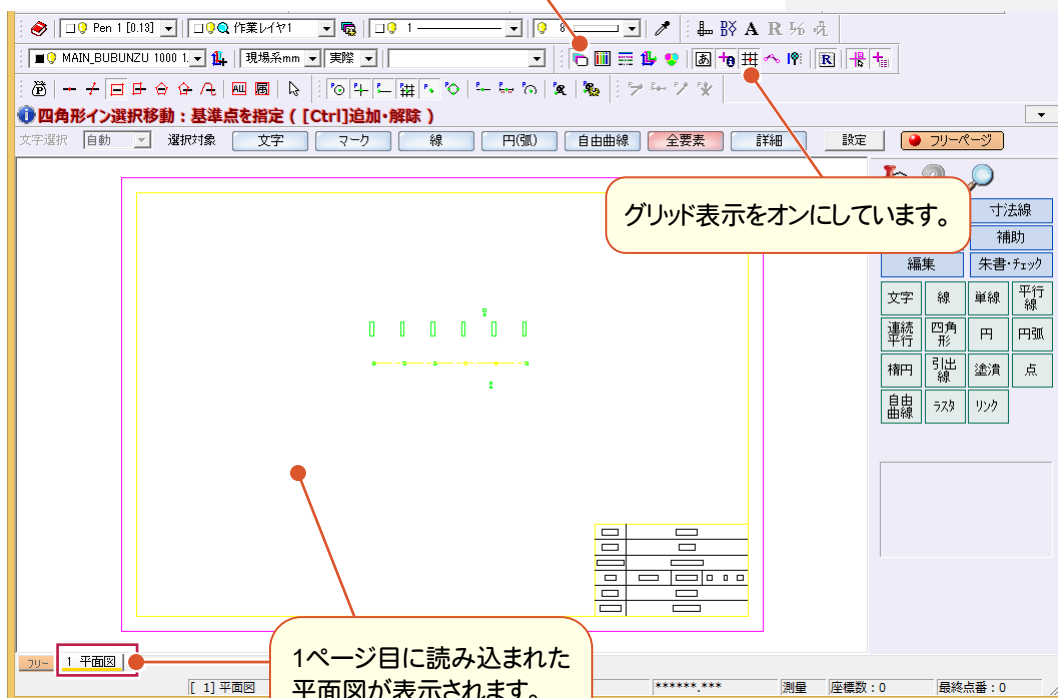 Pen 1 [0.13] 作業レイヤ1 1 8
A R
MAIN_BUBUNZU 1000 1. 現場系mm 実際
あ R
ALL
四角形イン選択移動：基準点を指定 ( [Ctrl]追加・解除 )
文字選択 自動 選択対象 文字 マーク 線 円(弧) 自由曲線 全要素 詳細 設定 フリーページ
グリッド表示をオンにしています。
寸法線
補助
編集 朱書・チェック
文字 線 単線 平行線
連続平行 四角形 円 円弧
楕円 引出線 塗潰 点
自由曲線 ラスタ リンク
1ページ目に読み込まれた
平面図が表示されます。
フリー 1 平面図
[ 1] 平面図 ******.*** 測量 座標数：0 最終点番：0